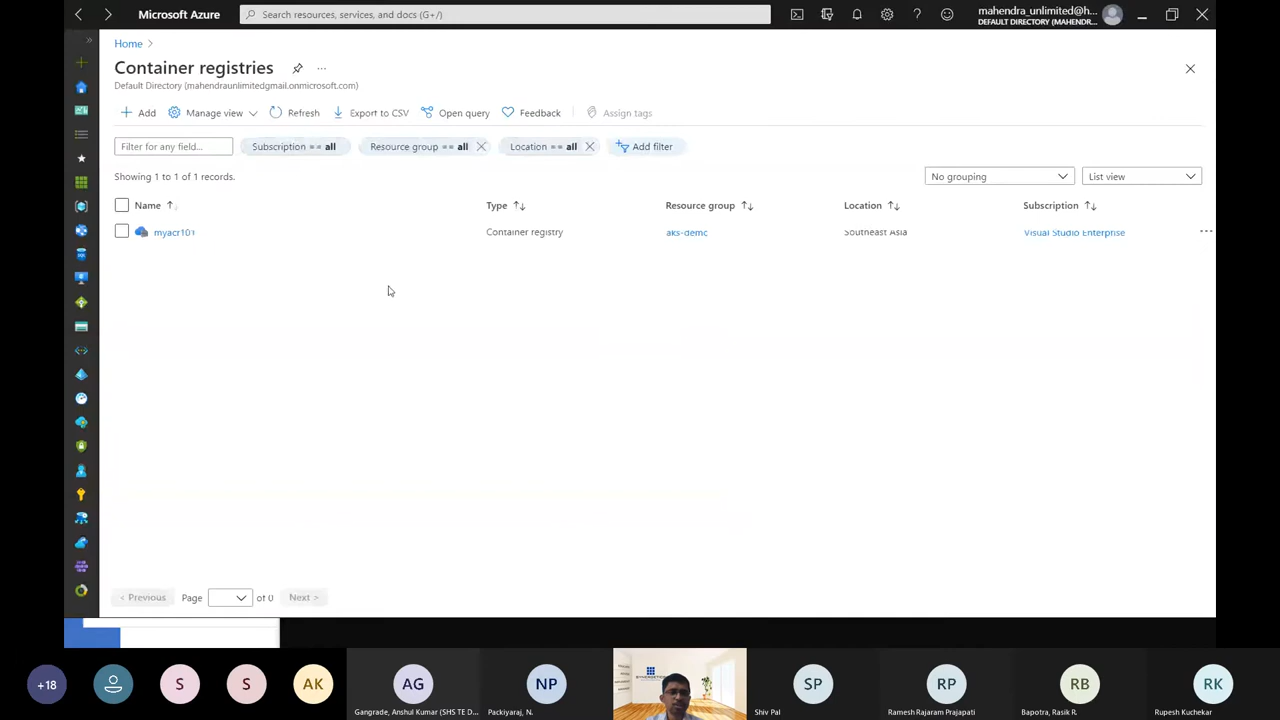 Microsoft Azure
Search resources, services, and docs (G+/)
mahendra_unlimited@h...
DEFAULT DIRECTORY (MAHENDR...
Home
Container registries
Default Directory (mahendraunlimitedgmail.onmicrosoft.com)
Add Manage view Refresh Export to CSV Open query Feedback Assign tags
Filter for any field... Subscription == all Resource group == all Location == all Add filter
Showing 1 to 1 of 1 records.
No grouping List view
Name Type Resource group Location Subscription
myacr101 Container registry aks-demo Southeast Asia Visual Studio Enterprise
< Previous Page of 0 Next >
+18 S S AK AG NP SP RP RB RK
Gangrade, Anshul Kumar (SHS TE D... Packiyaraj, N. Shiv Pal Ramesh Rajaram Prajapati Bapotra, Rasik R. Rupesh Kuchekar